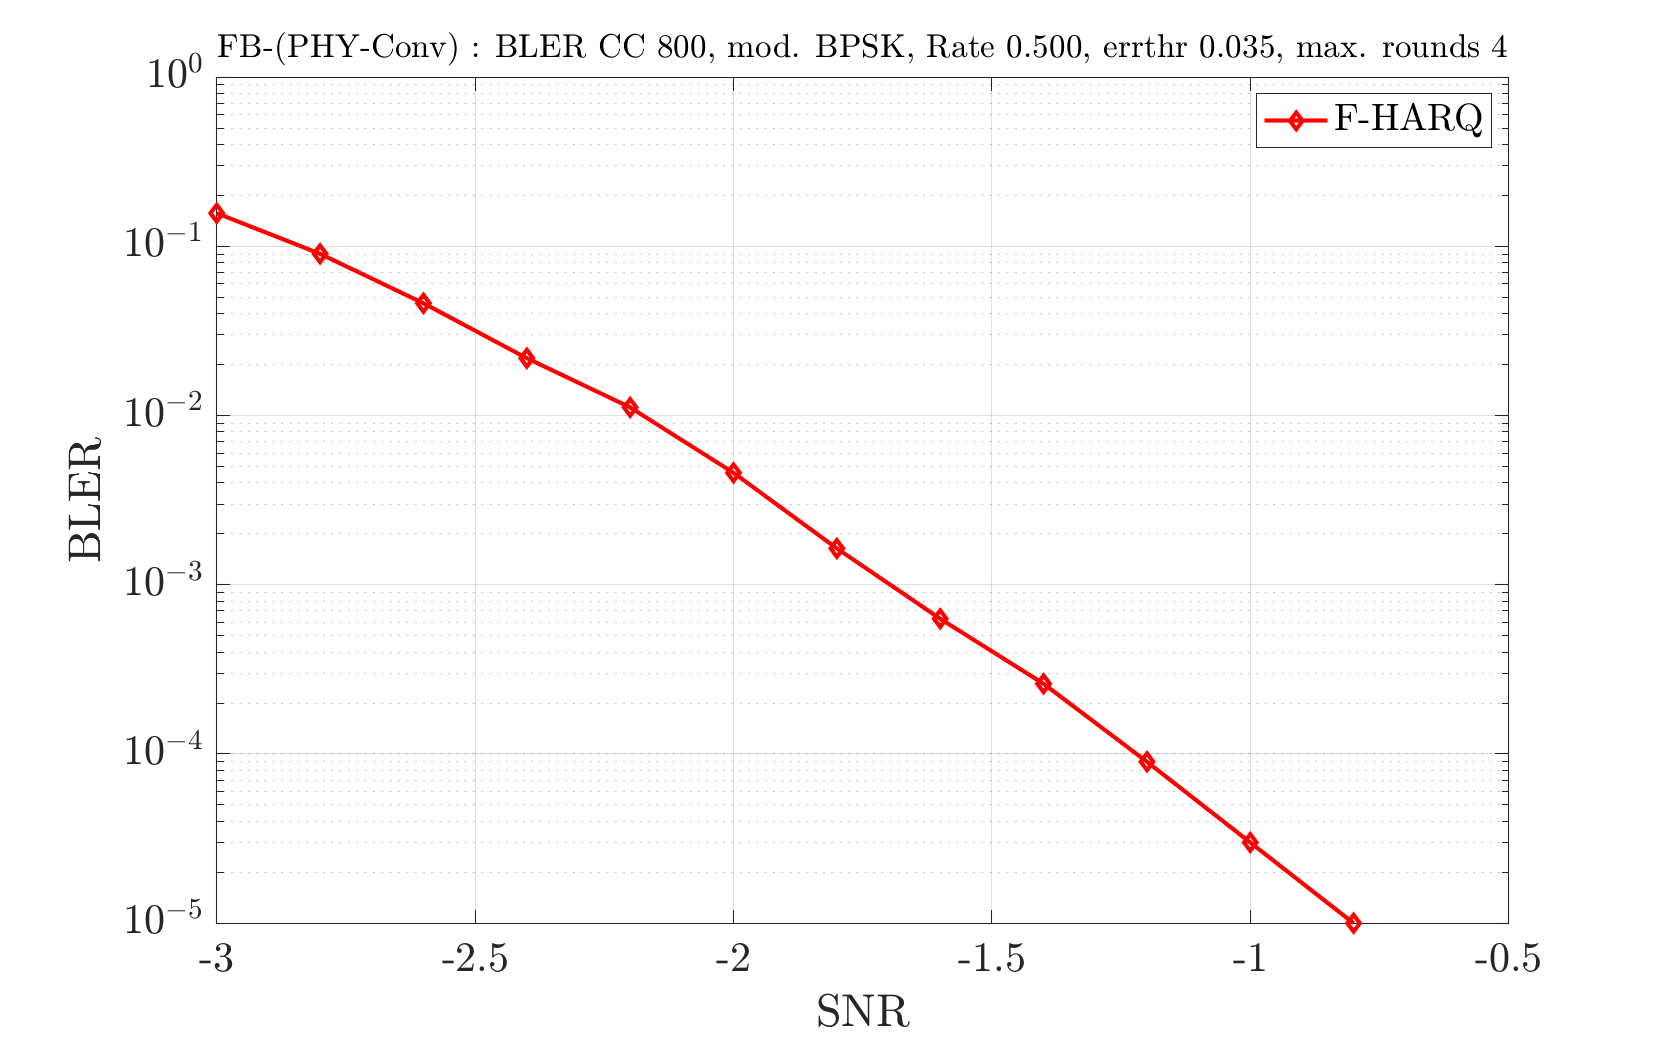 FB-(PHY-Conv) : BLER CC 800, mod. BPSK, Rate 0.500, errthr 0.035, max. rounds 4
F-HARQ
10^0
10^{-1}
10^{-2}
10^{-3}
10^{-4}
10^{-5}
BLER
-3 -2.5 -2 -1.5 -1 -0.5
SNR